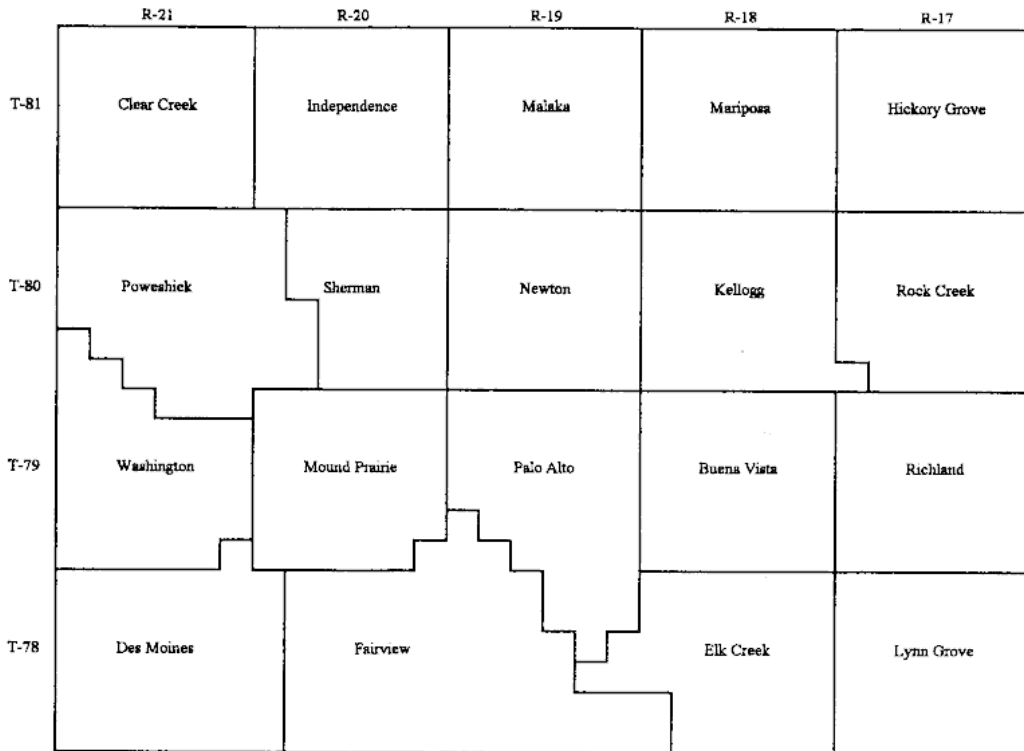 R-21 R-20 R-19 R-18 R-17
T-81 Clear Creek Independence Malaka Mariposa Hickory Grove
T-80 Poweshiek Sherman Newton Kellogg Rock Creek
T-79 Washington Mound Prairie Palo Alto Buena Vista Richland
T-78 Des Moines Fairview Elk Creek Lynn Grove